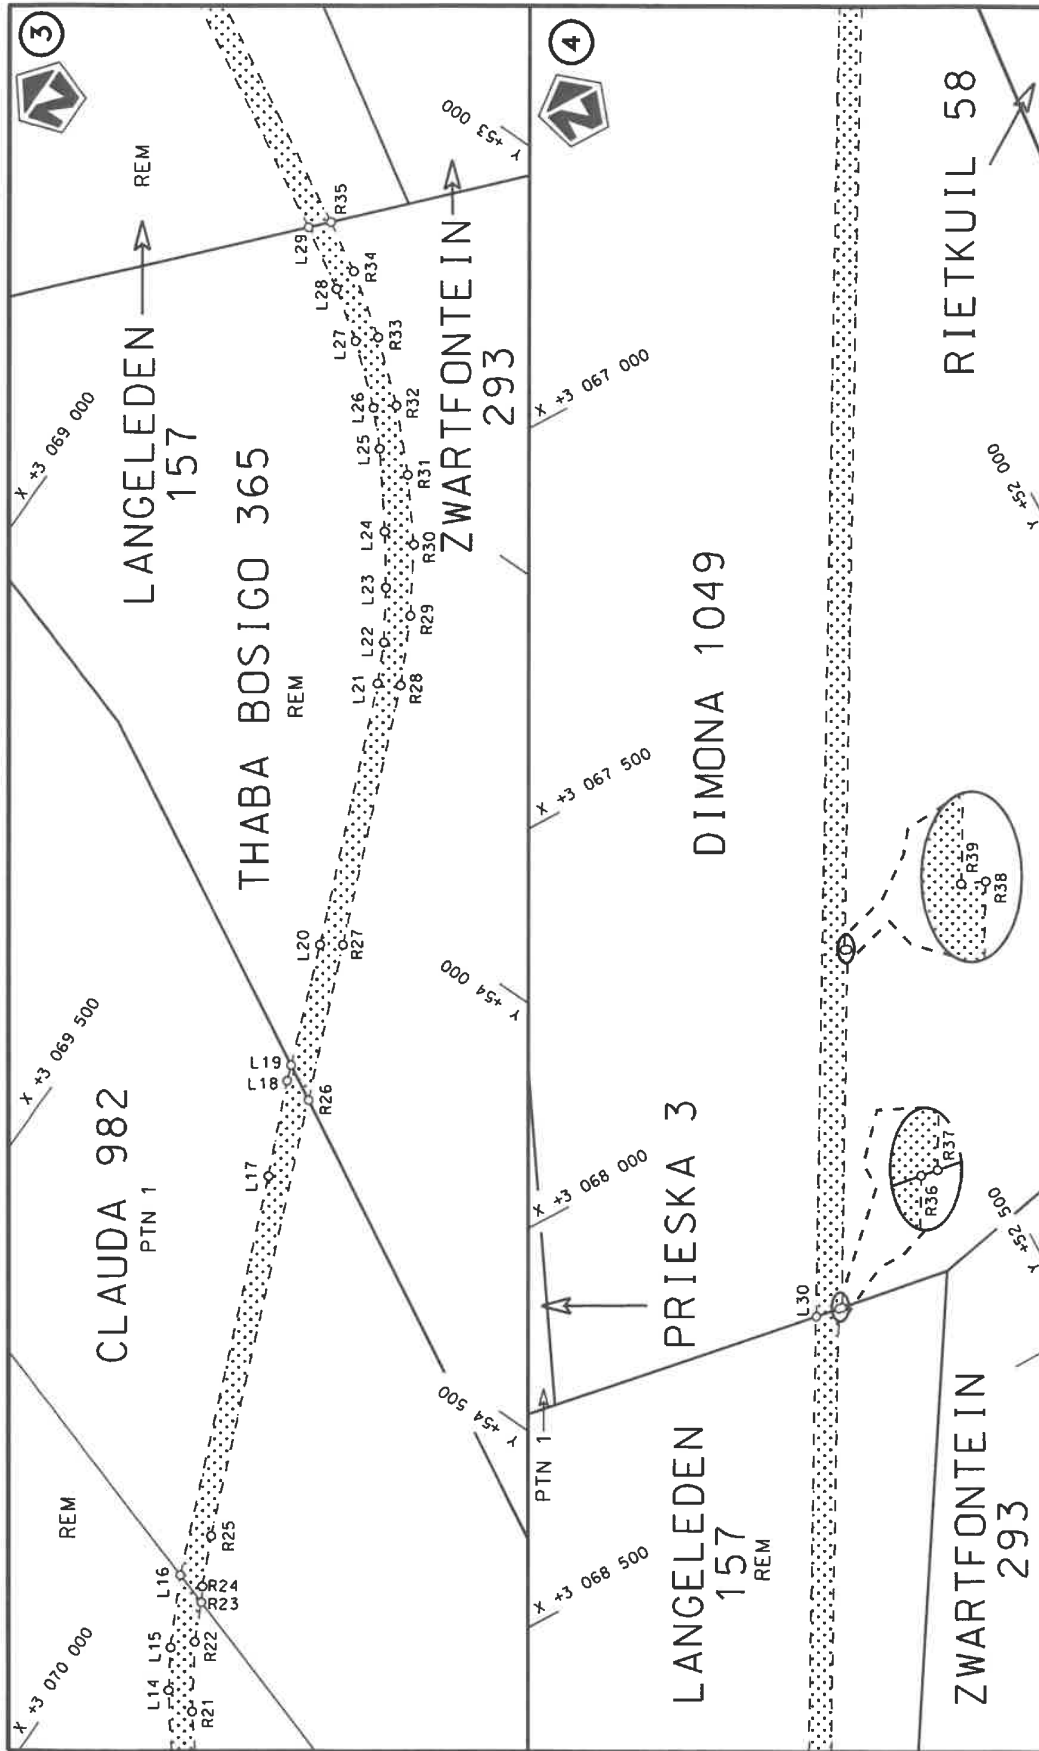 3
X +3 070 000
REM
CLAUDA 982
PTN 1
X +3 069 500
X +3 069 000
LANGELEDEN
157
REM
THABA BOSIGO 365
REM
ZWARTFONTEIN
293
L14
L15
L16
L17
L18
L19
L20
L21
L22
L23
L24
L25
L26
L27
L28
L29
R21
R22
R23
R24
R25
R26
R27
R28
R29
R30
R31
R32
R33
R34
R35
Y +54 500
Y +54 000
Y +53 000
4
X +3 068 500
PTN 1
X +3 068 000
X +3 067 500
X +3 067 000
LANGELEDEN
157
REM
PRIESKA 3
DIMONA 1049
L30
R36
R37
R39
R38
ZWARTFONTEIN
293
RIETKUIL 58
Y +52 500
Y +52 000